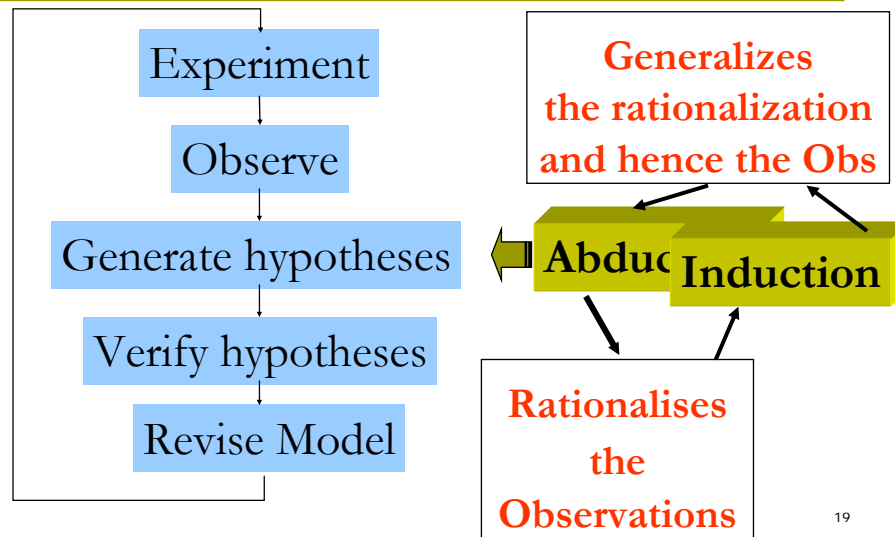 Experiment
Observe
Generate hypotheses
Verify hypotheses
Revise Model
Generalizes
the rationalization
and hence the Obs
Abduc
Induction
Rationalises
the
Observations
19